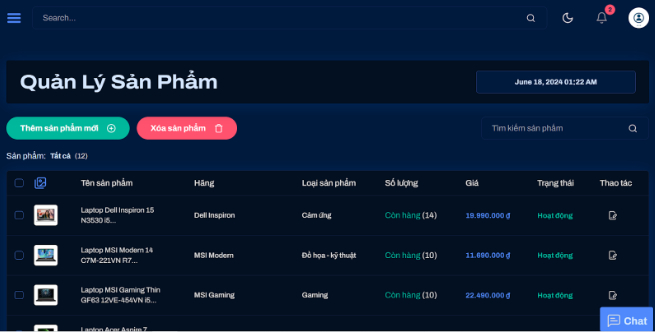 Search...
2
Quản Lý Sản Phẩm
June 18, 2024 01:22 AM
Thêm sản phẩm mới
Xóa sản phẩm
Tìm kiếm sản phẩm
Sản phẩm: Tất cả (12)
Tên sản phẩm Hãng Loại sản phẩm Số lượng Giá Trạng thái Thao tác
Laptop Dell Inspiron 15
N3530 i5...
Dell Inspiron Cảm ứng Còn hàng (14) 19.990.000 ₫ Hoạt động
Laptop MSI Modern 14
C7M-221VN R7...
MSI Modern Đồ họa - kỹ thuật Còn hàng (10) 11.690.000 ₫ Hoạt động
Laptop MSI Gaming Thin
GF63 12VE-454VN i5...
MSI Gaming Gaming Còn hàng (10) 22.490.000 ₫ Hoạt động
Laptop Acer Aspire 7
Chat